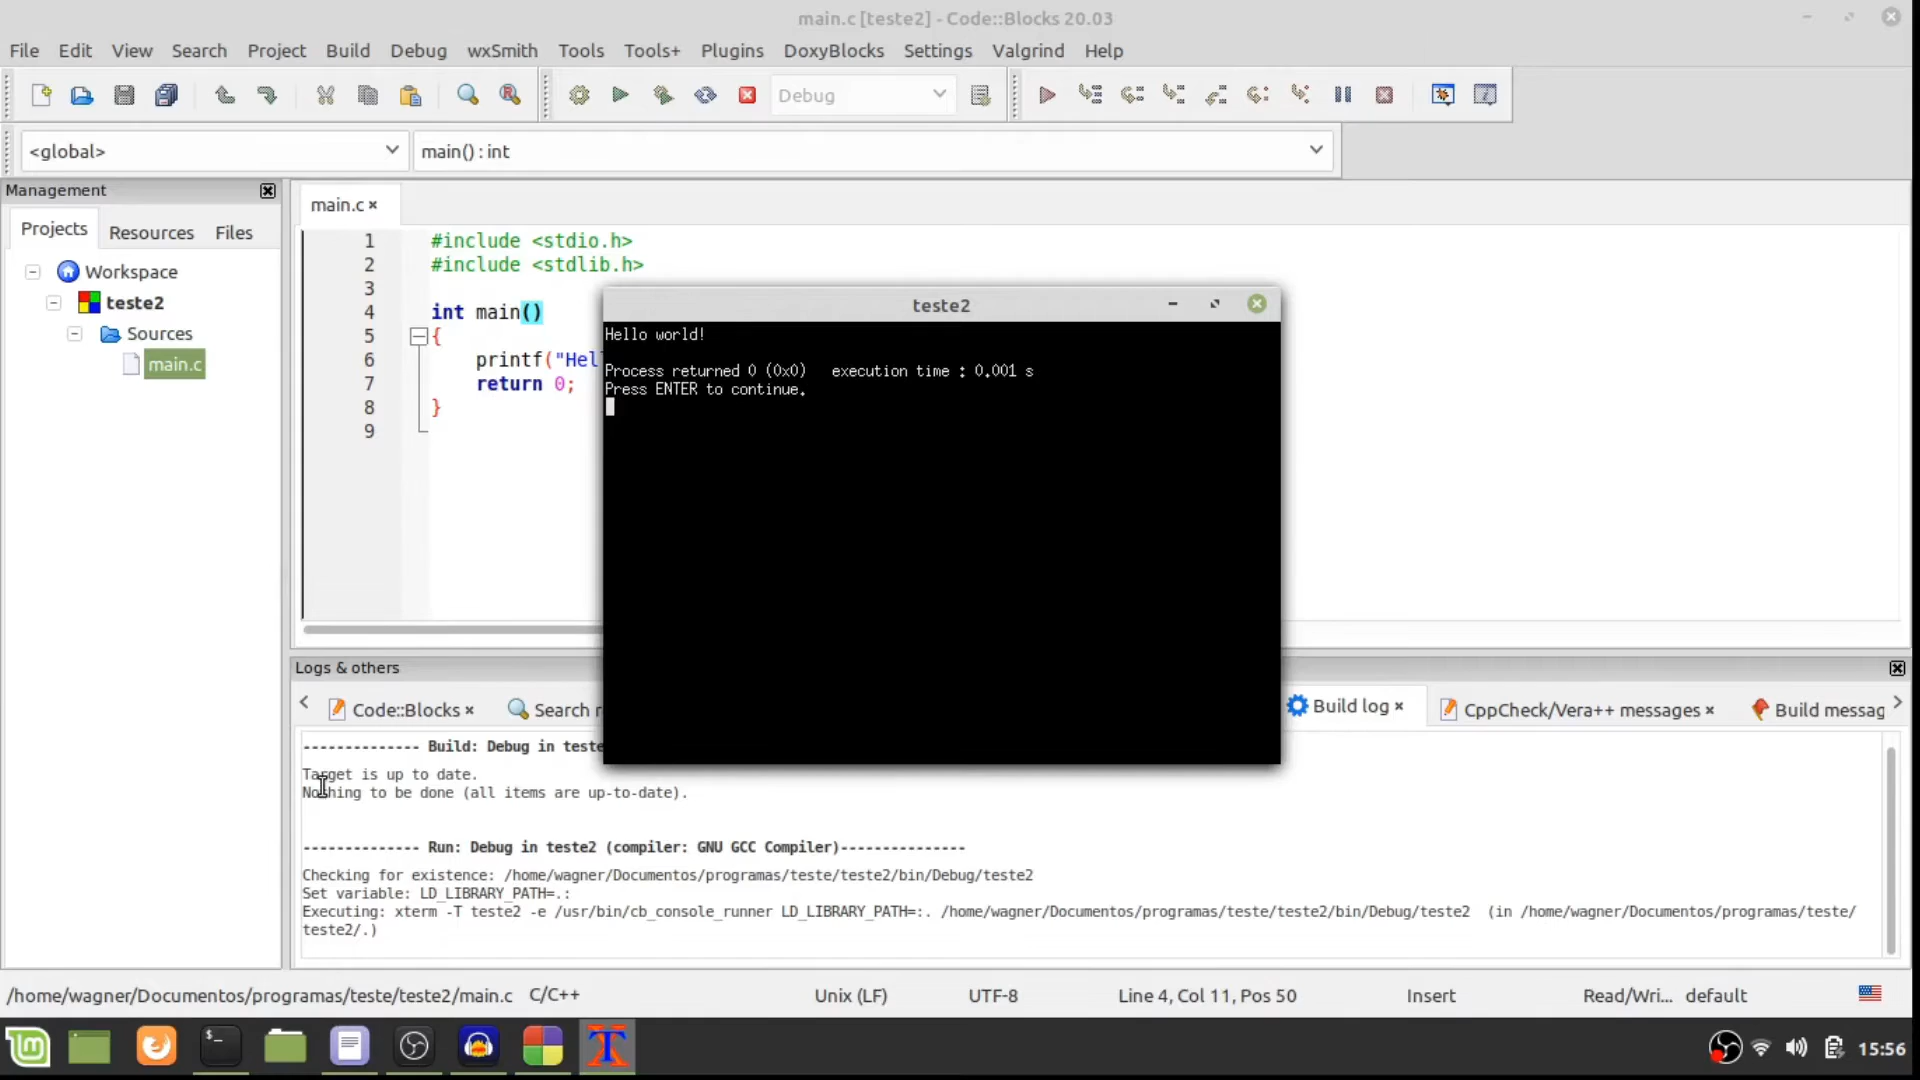 main.c [teste2] - Code::Blocks 20.03
File Edit View Search Project Build Debug wxSmith Tools Tools+ Plugins DoxyBlocks Settings Valgrind Help
Debug
<global> main() : int
Management
Projects Resources Files
Workspace
teste2
Sources
main.c
main.c
1 #include <stdio.h>
2 #include <stdlib.h>
3
4 int main()
5 {
6 printf("Hell
7 return 0;
8 }
9
teste2
Hello world!
Process returned 0 (0x0)   execution time : 0.001 s
Press ENTER to continue.
Logs & others
Code::Blocks Search r Build log CppCheck/Vera++ messages Build messag
-------------- Build: Debug in teste
Target is up to date.
Nothing to be done (all items are up-to-date).
-------------- Run: Debug in teste2 (compiler: GNU GCC Compiler)---------------
Checking for existence: /home/wagner/Documentos/programas/teste/teste2/bin/Debug/teste2
Set variable: LD_LIBRARY_PATH=.:
Executing: xterm -T teste2 -e /usr/bin/cb_console_runner LD_LIBRARY_PATH=:. /home/wagner/Documentos/programas/teste/teste2/bin/Debug/teste2  (in /home/wagner/Documentos/programas/teste/
teste2/.)
/home/wagner/Documentos/programas/teste/teste2/main.c C/C++ Unix (LF) UTF-8 Line 4, Col 11, Pos 50 Insert Read/Wri... default
15:56